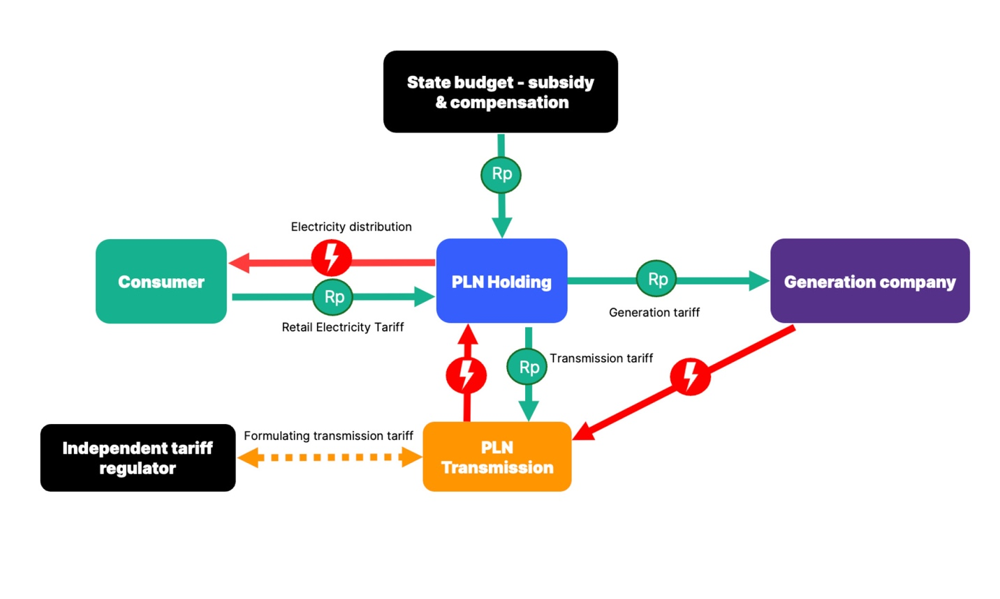 State budget - subsidy
& compensation
Rp
Electricity distribution
Consumer
Rp
Retail Electricity Tariff
PLN Holding
Rp
Generation tariff
Generation company
Rp
Transmission tariff
Independent tariff
regulator
Formulating transmission tariff
PLN
Transmission